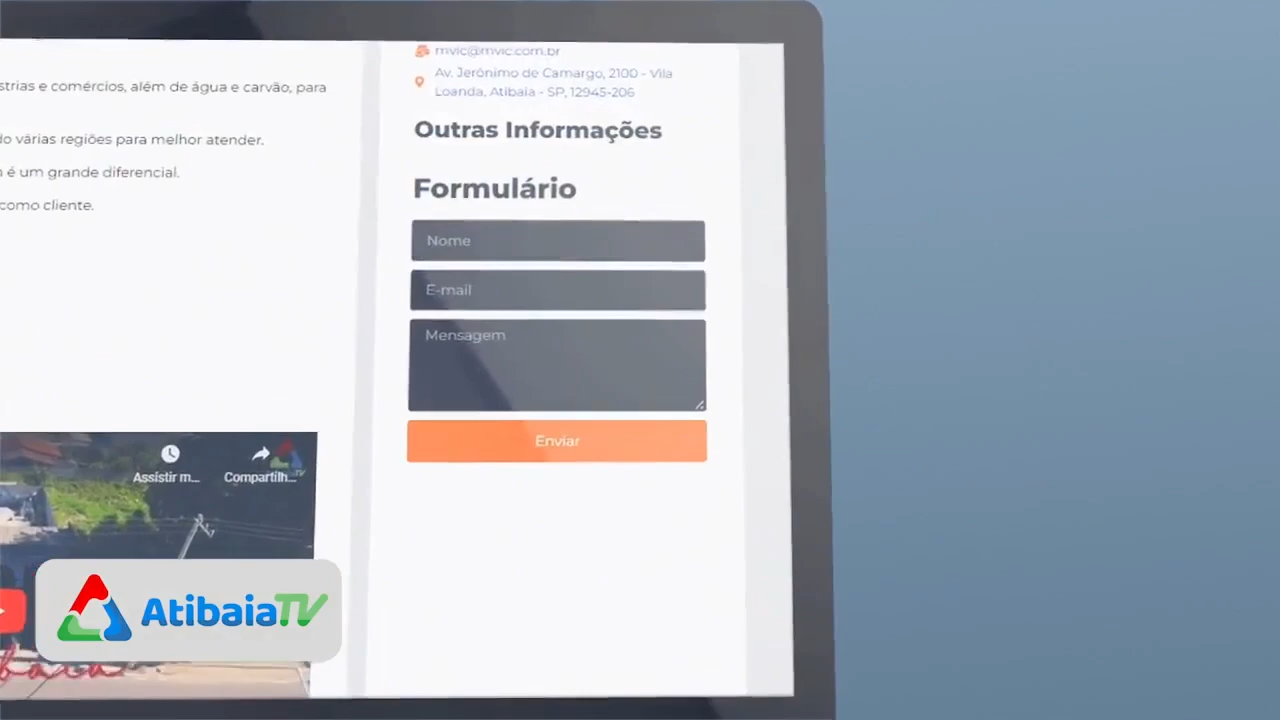 strias e comércios, além de água e carvão, para
do várias regiões para melhor atender.
é um grande diferencial.
como cliente.
mvic@mvic.com.br
Av. Jerônimo de Camargo, 2100 - Vila
Loanda, Atibaia - SP, 12945-206
Outras Informações
Formulário
Nome
E-mail
Mensagem
Enviar
Assistir m...
Compartilh...
TV
AtibaiaTV
baia